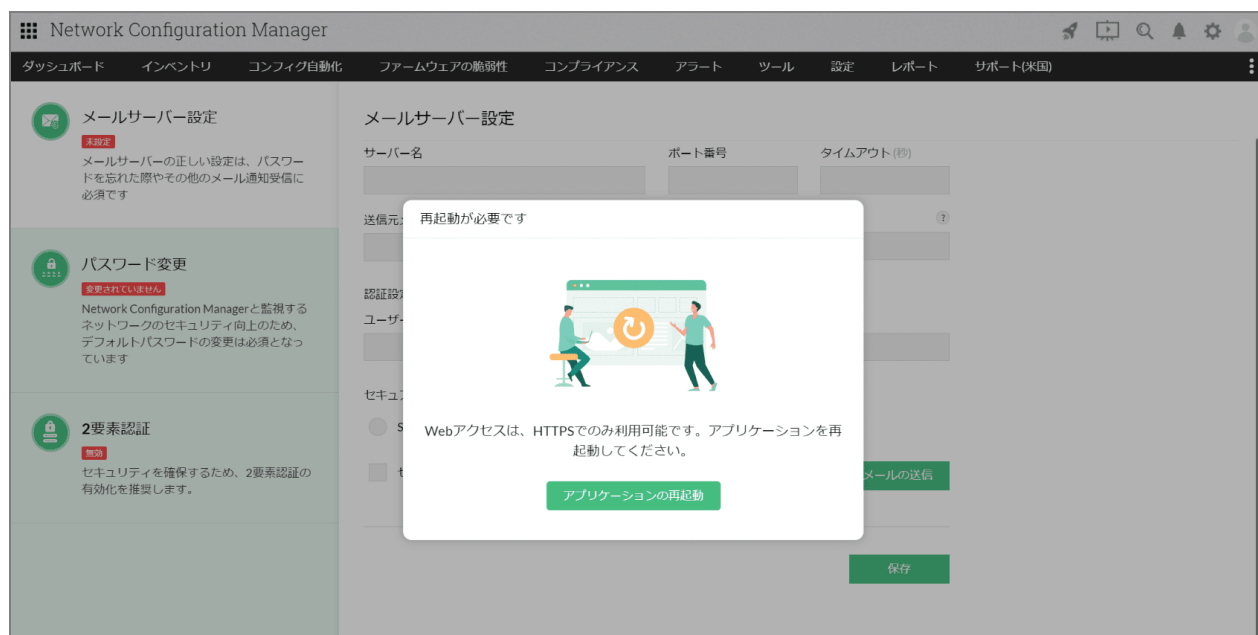 Network Configuration Manager
ダッシュボード インベントリ コンフィグ自動化 ファームウェアの脆弱性 コンプライアンス アラート ツール 設定 レポート サポート(米国)
メールサーバー設定
未設定
メールサーバーの正しい設定は、パスワー
ドを忘れた際やその他のメール通知受信に
必須です
パスワード変更
変更されていません
Network Configuration Managerと監視する
ネットワークのセキュリティ向上のため、
デフォルトパスワードの変更は必須となっ
ています
2要素認証
無効
セキュリティを確保するため、2要素認証の
有効化を推奨します。
メールサーバー設定
サーバー名 ポート番号 タイムアウト(秒)
送信元 ?
認証設
ユーザ
セキュ
S
メールの送信
保存
再起動が必要です
Webアクセスは、HTTPSでのみ利用可能です。アプリケーションを再
起動してください。
アプリケーションの再起動